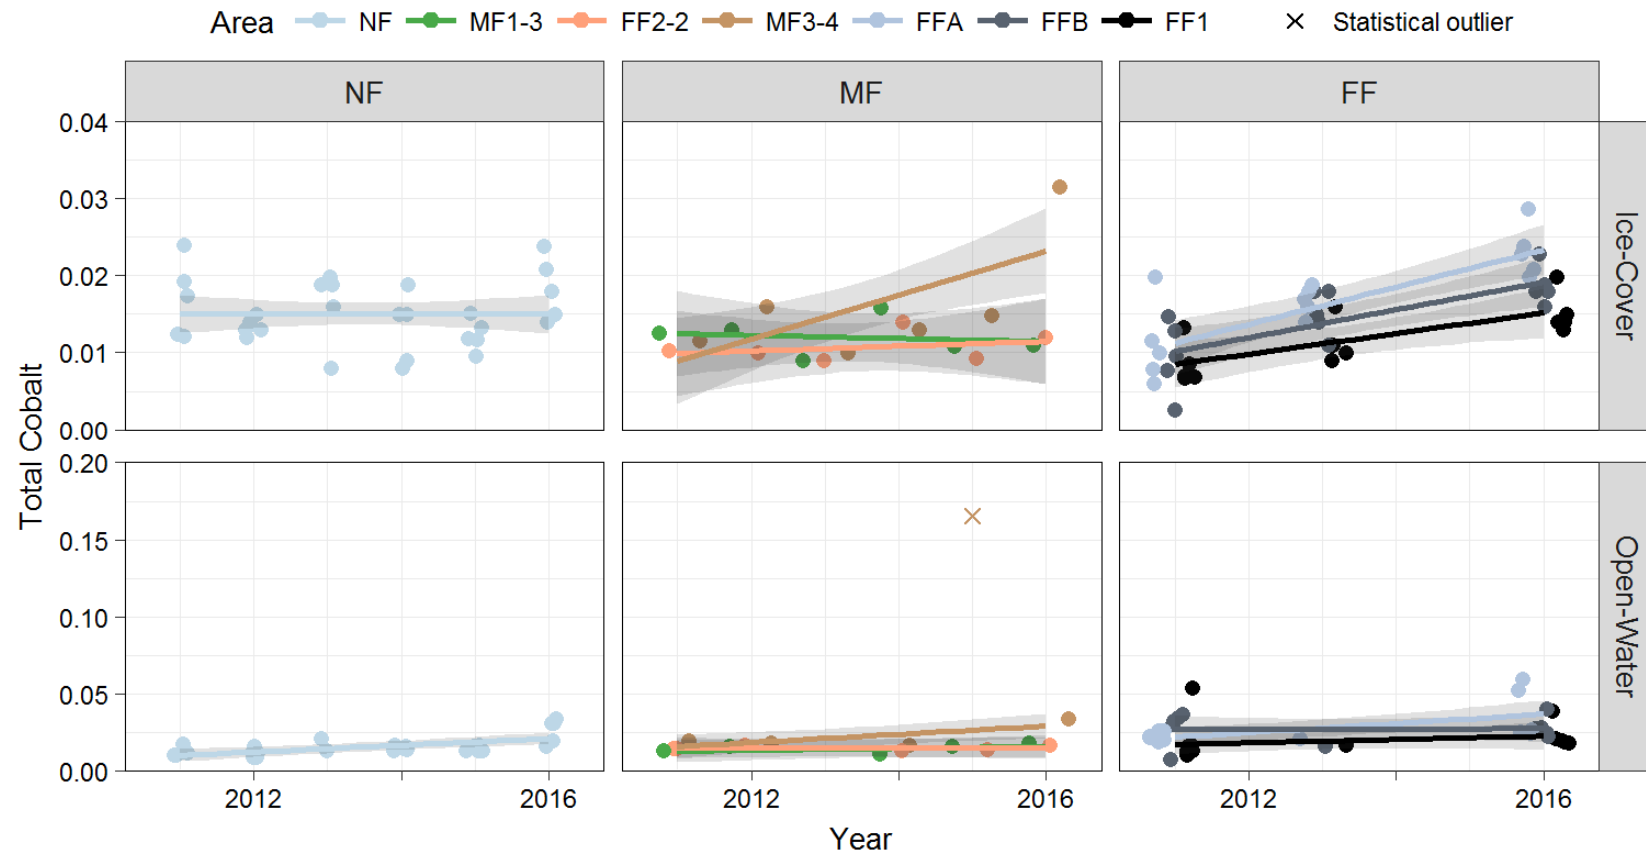 Area NF MF1-3 FF2-2 MF3-4 FFA FFB FF1 Statistical outlier
NF MF FF
0.04
0.03
0.02
0.01
0.00
Ice-Cover
Total Cobalt
0.20
0.15
0.10
0.05
0.00
Open-Water
2012 2016 2012 2016 2012 2016
Year